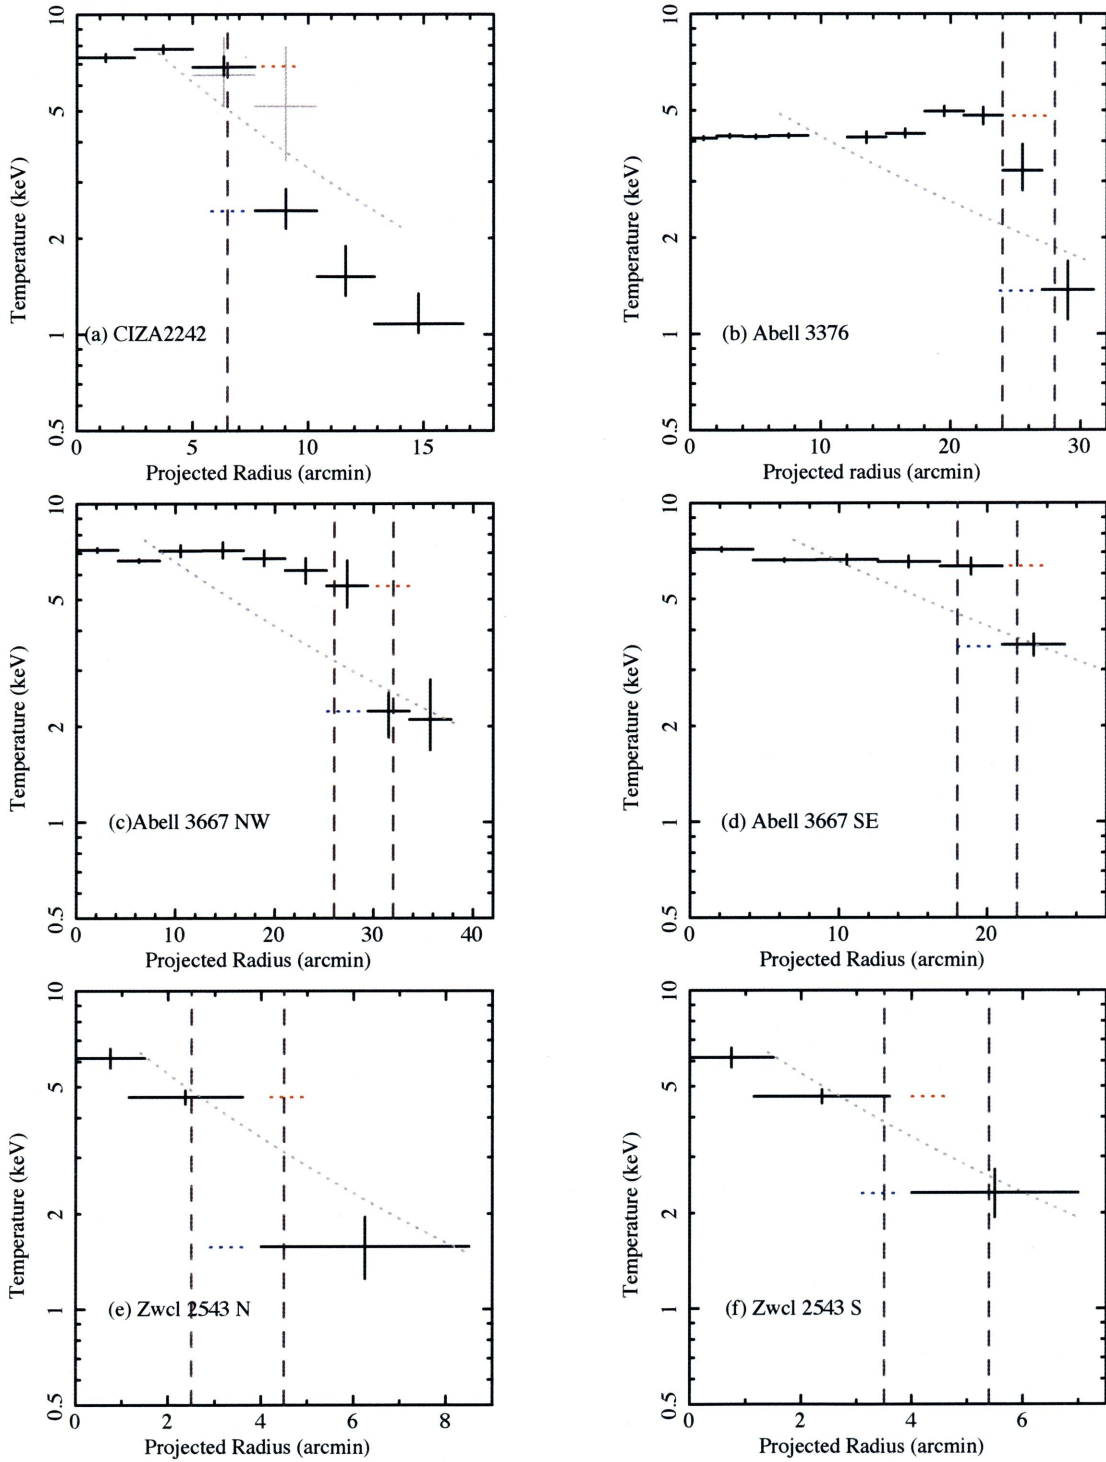 10
5
2
1
0.5
Temperature (keV)
(a) CIZA2242
0 5 10 15
Projected Radius (arcmin)
10
5
2
1
0.5
Temperature (keV)
(b) Abell 3376
0 10 20 30
Projected radius (arcmin)
10
5
2
1
0.5
Temperature (keV)
(c)Abell 3667 NW
0 10 20 30 40
Projected Radius (arcmin)
10
5
2
1
0.5
Temperature (keV)
(d) Abell 3667 SE
0 10 20
Projected Radius (arcmin)
10
5
2
1
0.5
Temperature (keV)
(e) Zwcl 2543 N
0 2 4 6 8
Projected Radius (arcmin)
10
5
2
1
0.5
Temperature (keV)
(f) Zwcl 2543 S
0 2 4 6
Projected Radius (arcmin)